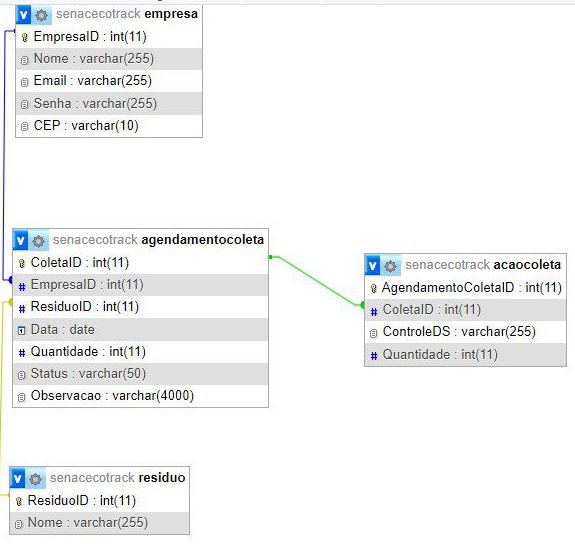 senacecotrack empresa
EmpresaID : int(11)
Nome : varchar(255)
Email : varchar(255)
Senha : varchar(255)
CEP : varchar(10)
senacecotrack agendamentocoleta
ColetaID : int(11)
# EmpresaID : int(11)
# ResiduoID : int(11)
Data : date
# Quantidade : int(11)
Status : varchar(50)
Observacao : varchar(4000)
senacecotrack acaocoleta
AgendamentoColetaID : int(11)
# ColetaID : int(11)
ControleDS : varchar(255)
# Quantidade : int(11)
senacecotrack residuo
ResiduoID : int(11)
Nome : varchar(255)